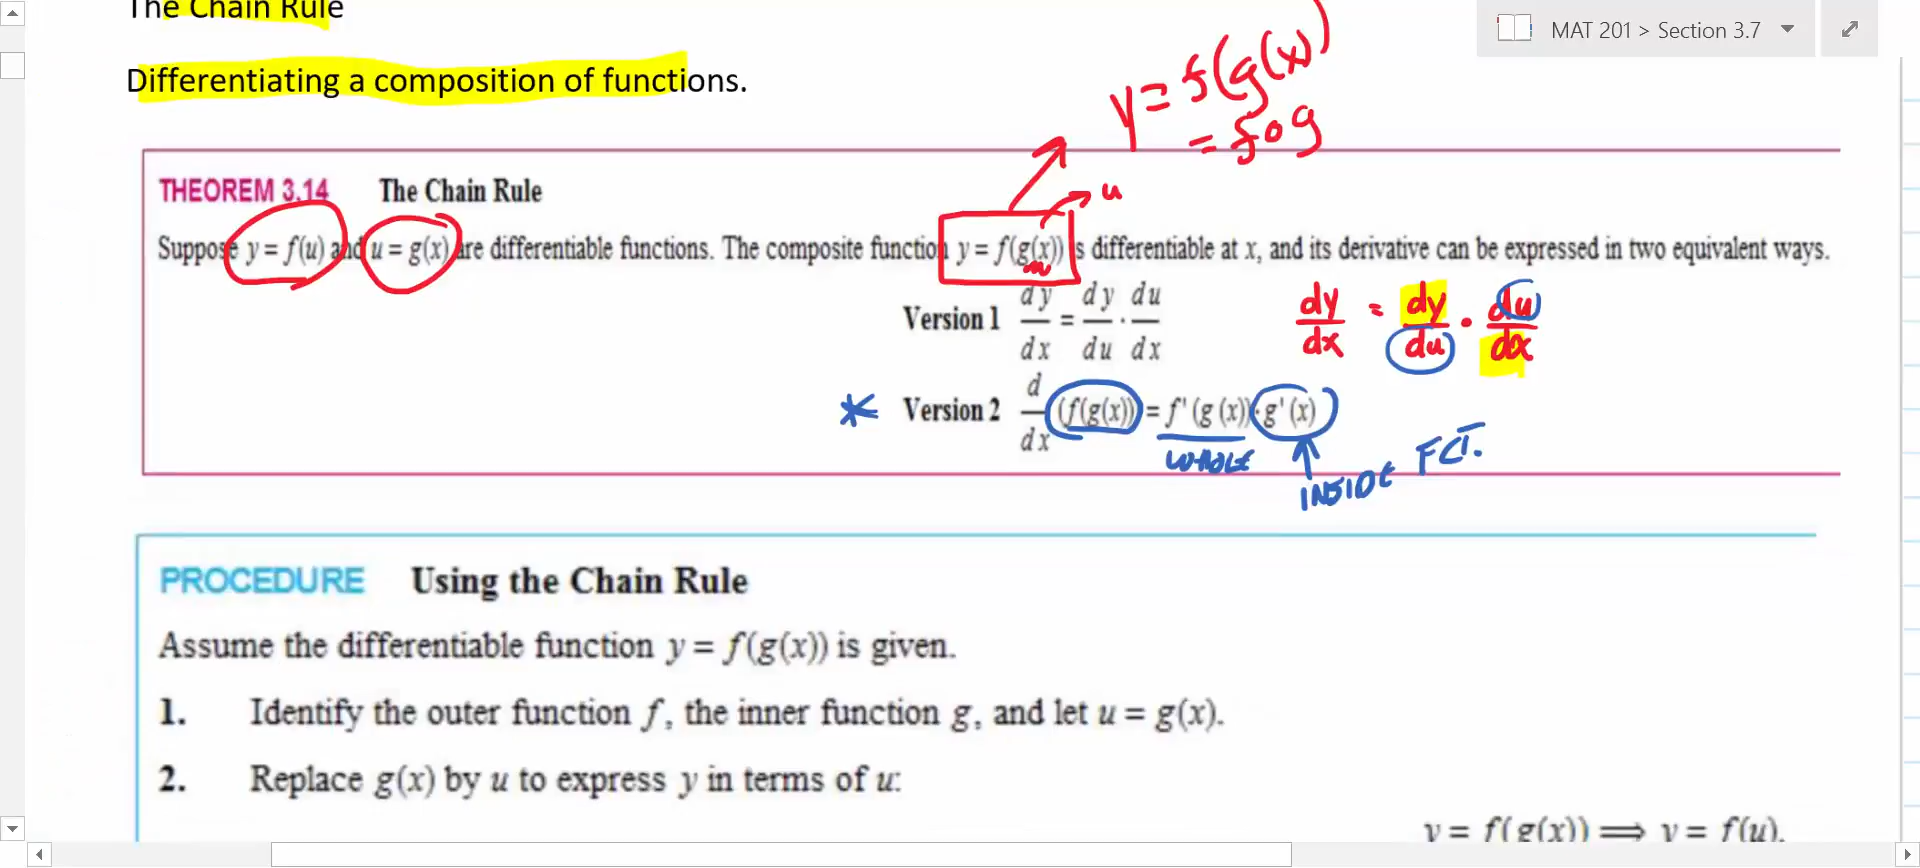 The Chain Rule
MAT 201 > Section 3.7
Differentiating a composition of functions.
y = f(g(x)
= f∘g
THEOREM 3.14 The Chain Rule
u
Suppose y = f(u) and u = g(x) are differentiable functions. The composite function y = f(g(x)) is differentiable at x, and its derivative can be expressed in two equivalent ways.
u
Version 1 dy/dx = dy/du · du/dx
dy/dx = dy/du · du/dx
* Version 2 d/dx (f(g(x))) = f'(g(x)) · g'(x)
WHOLE
INSIDE FCT.
PROCEDURE Using the Chain Rule
Assume the differentiable function y = f(g(x)) is given.
1. Identify the outer function f, the inner function g, and let u = g(x).
2. Replace g(x) by u to express y in terms of u:
y = f(g(x)) ⟹ y = f(u).